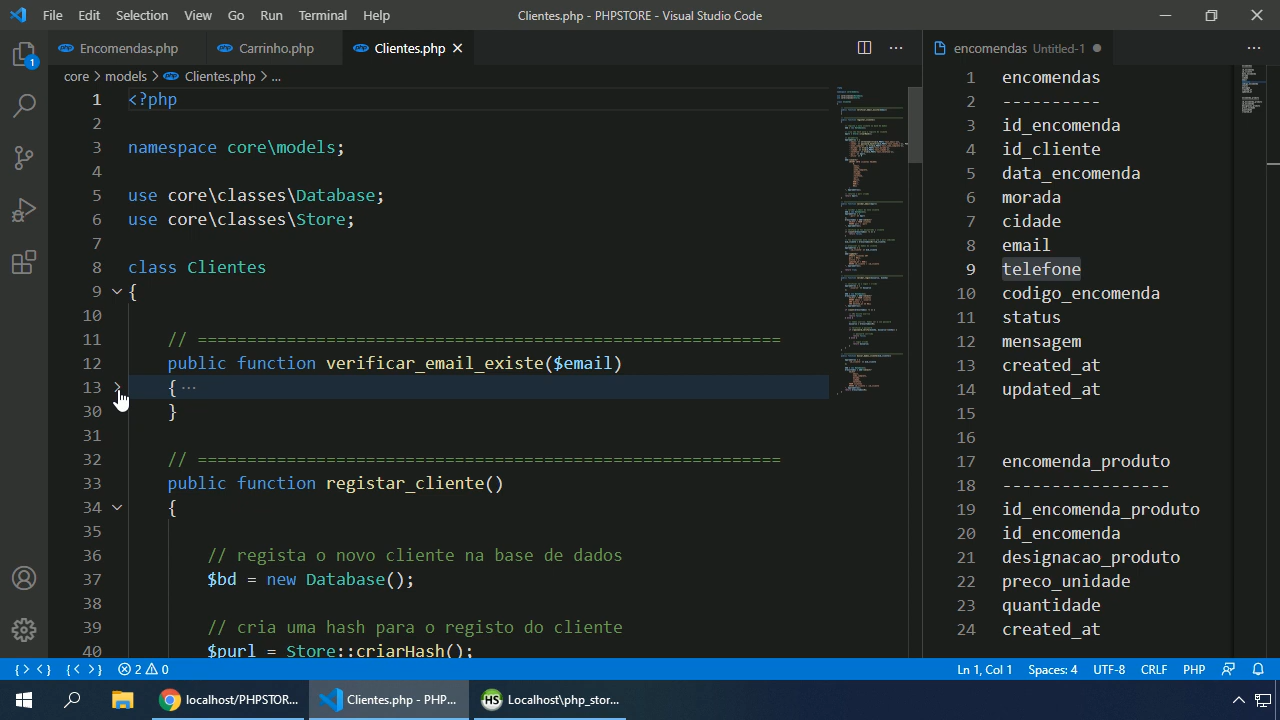 File Edit Selection View Go Run Terminal Help Clientes.php - PHPSTORE - Visual Studio Code
1
Encomendas.php Carrinho.php Clientes.php
core > models > Clientes.php > ...
1 <?php
2
3 namespace core\models;
4
5 use core\classes\Database;
6 use core\classes\Store;
7
8 class Clientes
9 {
10
11 // ===========================================================
12 public function verificar_email_existe($email)
13 { ...
30 }
31
32 // ===========================================================
33 public function registar_cliente()
34 {
35
36 // regista o novo cliente na base de dados
37 $bd = new Database();
38
39 // cria uma hash para o registo do cliente
40 $purl = Store::criarHash();
encomendas Untitled-1
1 encomendas
2 ----------
3 id_encomenda
4 id_cliente
5 data_encomenda
6 morada
7 cidade
8 email
9 telefone
10 codigo_encomenda
11 status
12 mensagem
13 created_at
14 updated_at
15
16
17 encomenda_produto
18 -----------------
19 id_encomenda_produto
20 id_encomenda
21 designacao_produto
22 preco_unidade
23 quantidade
24 created_at
2 0 Ln 1, Col 1 Spaces: 4 UTF-8 CRLF PHP
localhost/PHPSTOR... Clientes.php - PHP... HS Localhost\php_stor...